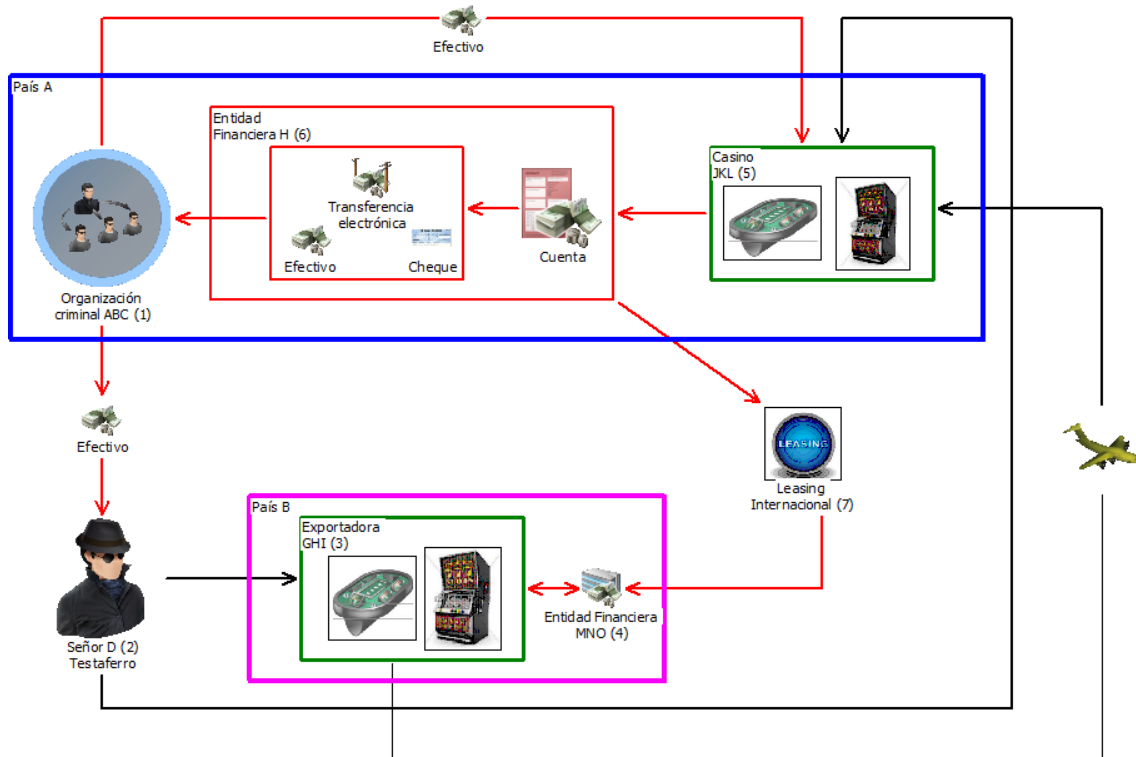 Efectivo
País A
Entidad
Financiera H (6)
Transferencia
electrónica
Efectivo
Cheque
Cuenta
Casino
JKL (5)
Organización
criminal ABC (1)
Efectivo
LEASING
Leasing
Internacional (7)
País B
Exportadora
GHI (3)
Entidad Financiera
MNO (4)
Señor D (2)
Testaferro